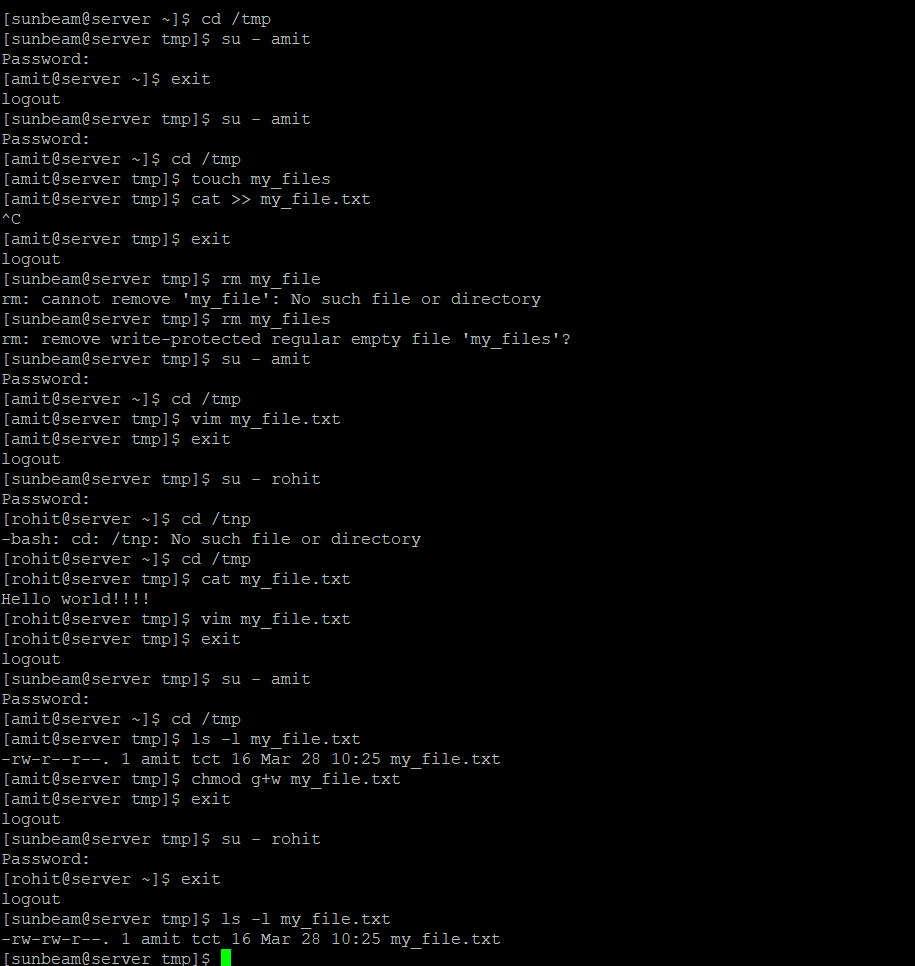 [sunbeam@server ~]$ cd /tmp
[sunbeam@server tmp]$ su - amit
Password:
[amit@server ~]$ exit
logout
[sunbeam@server tmp]$ su - amit
Password:
[amit@server ~]$ cd /tmp
[amit@server tmp]$ touch my_files
[amit@server tmp]$ cat >> my_file.txt
^C
[amit@server tmp]$ exit
logout
[sunbeam@server tmp]$ rm my_file
rm: cannot remove 'my_file': No such file or directory
[sunbeam@server tmp]$ rm my_files
rm: remove write-protected regular empty file 'my_files'?
[sunbeam@server tmp]$ su - amit
Password:
[amit@server ~]$ cd /tmp
[amit@server tmp]$ vim my_file.txt
[amit@server tmp]$ exit
logout
[sunbeam@server tmp]$ su - rohit
Password:
[rohit@server ~]$ cd /tnp
-bash: cd: /tnp: No such file or directory
[rohit@server ~]$ cd /tmp
[rohit@server tmp]$ cat my_file.txt
Hello world!!!!
[rohit@server tmp]$ vim my_file.txt
[rohit@server tmp]$ exit
logout
[sunbeam@server tmp]$ su - amit
Password:
[amit@server ~]$ cd /tmp
[amit@server tmp]$ ls -l my_file.txt
-rw-r--r--. 1 amit tct 16 Mar 28 10:25 my_file.txt
[amit@server tmp]$ chmod g+w my_file.txt
[amit@server tmp]$ exit
logout
[sunbeam@server tmp]$ su - rohit
Password:
[rohit@server ~]$ exit
logout
[sunbeam@server tmp]$ ls -l my_file.txt
-rw-rw-r--. 1 amit tct 16 Mar 28 10:25 my_file.txt
[sunbeam@server tmp]$